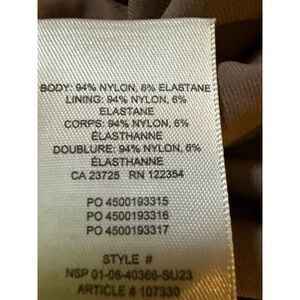 BODY: 94% NYLON, 6% ELASTANE
LINING: 94% NYLON, 6%
ELASTANE
CORPS: 94% NYLON, 6%
ÉLASTHANNE
DOUBLURE: 94% NYLON, 6%
ÉLASTHANNE
CA 23725 RN 122354
PO 4500193315
PO 4500193316
PO 4500193317
STYLE #
NSP 01-06-40366-SU23
ARTICLE # 107330